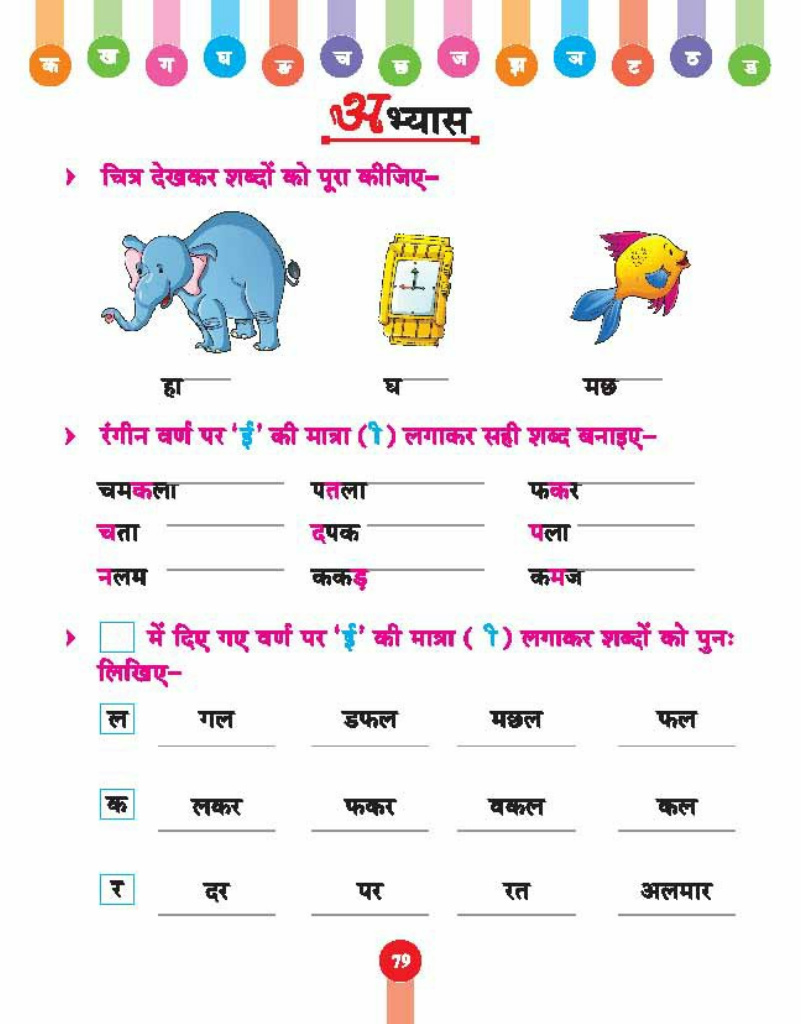 क ख ग घ ङ च छ ज झ ञ ट ठ ड
अभ्यास
चित्र देखकर शब्दों को पूरा कीजिए–
हा घ मछ
रंगीन वर्ण पर ‘ई’ की मात्रा ( ी ) लगाकर सही शब्द बनाइए–
चमकला पतला फकर
चता दपक पला
नलम ककड़ कमज
में दिए गए वर्ण पर ‘ई’ की मात्रा ( ी ) लगाकर शब्दों को पुनः
लिखिए–
ल गल डफल मछल फल
क लकर फकर वकल कल
र दर पर रत अलमार
79